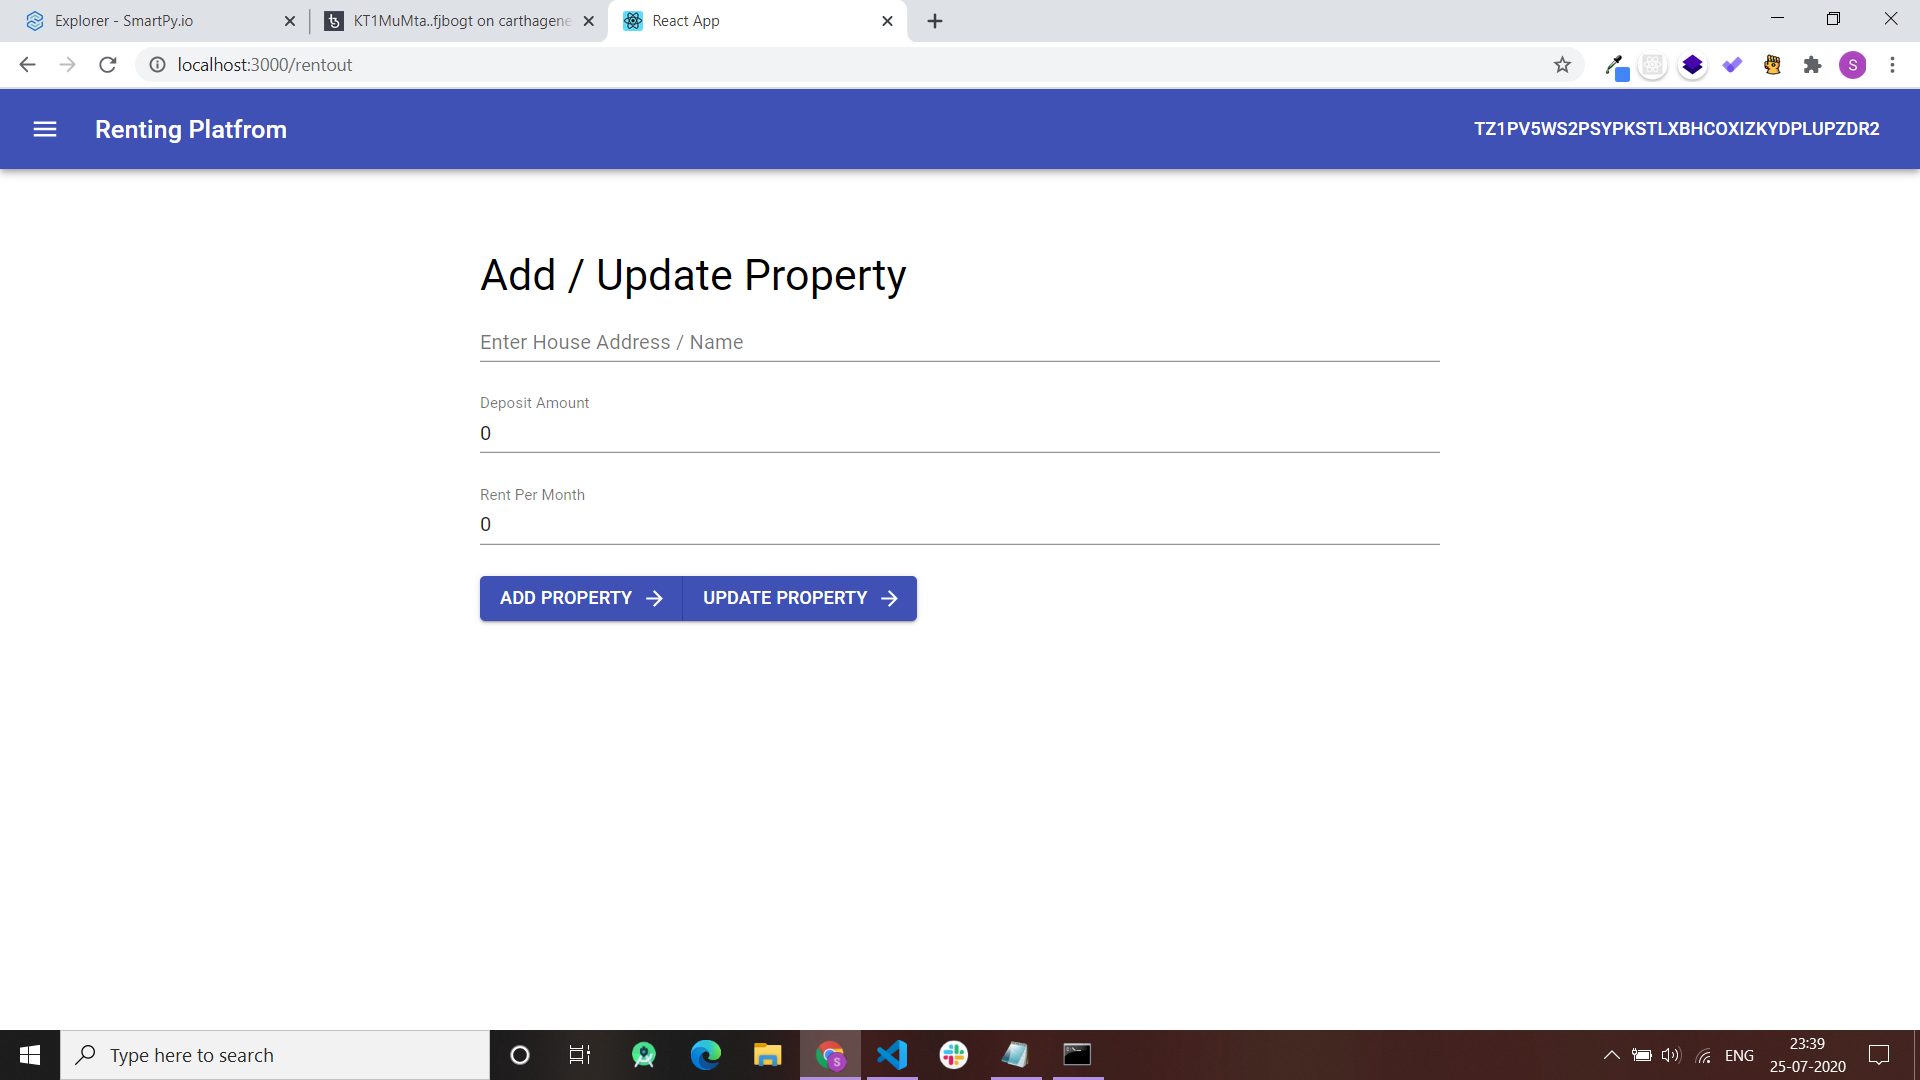 Explorer - SmartPy.io
KT1MuMta..fjbogt on carthagene
React App
localhost:3000/rentout
S
Renting Platfrom
TZ1PV5WS2PSYPKSTLXBHCOXIZKYDPLUPZDR2
Add / Update Property
Enter House Address / Name
Deposit Amount
0
Rent Per Month
0
ADD PROPERTY
UPDATE PROPERTY
Type here to search
S
ENG
23:39
25-07-2020